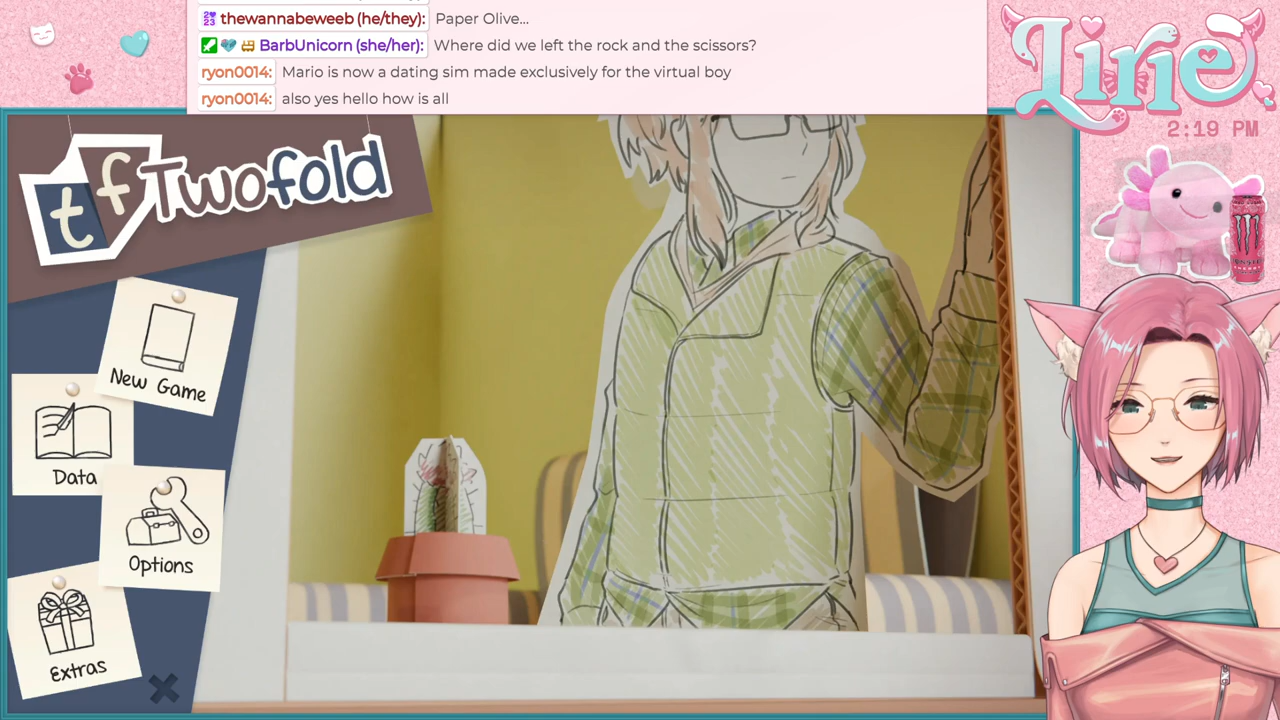 thewannabeweeb (he/they): Paper Olive...
BarbUnicorn (she/her): Where did we left the rock and the scissors?
ryon0014: Mario is now a dating sim made exclusively for the virtual boy
ryon0014: also yes hello how is all
Lirie
2:19 PM
tf Twofold
New Game
Data
Options
Extras